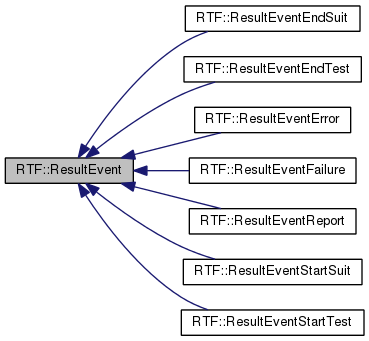 RTF::ResultEventEndSuit
RTF::ResultEventEndTest
RTF::ResultEventError
RTF::ResultEvent
RTF::ResultEventFailure
RTF::ResultEventReport
RTF::ResultEventStartSuit
RTF::ResultEventStartTest